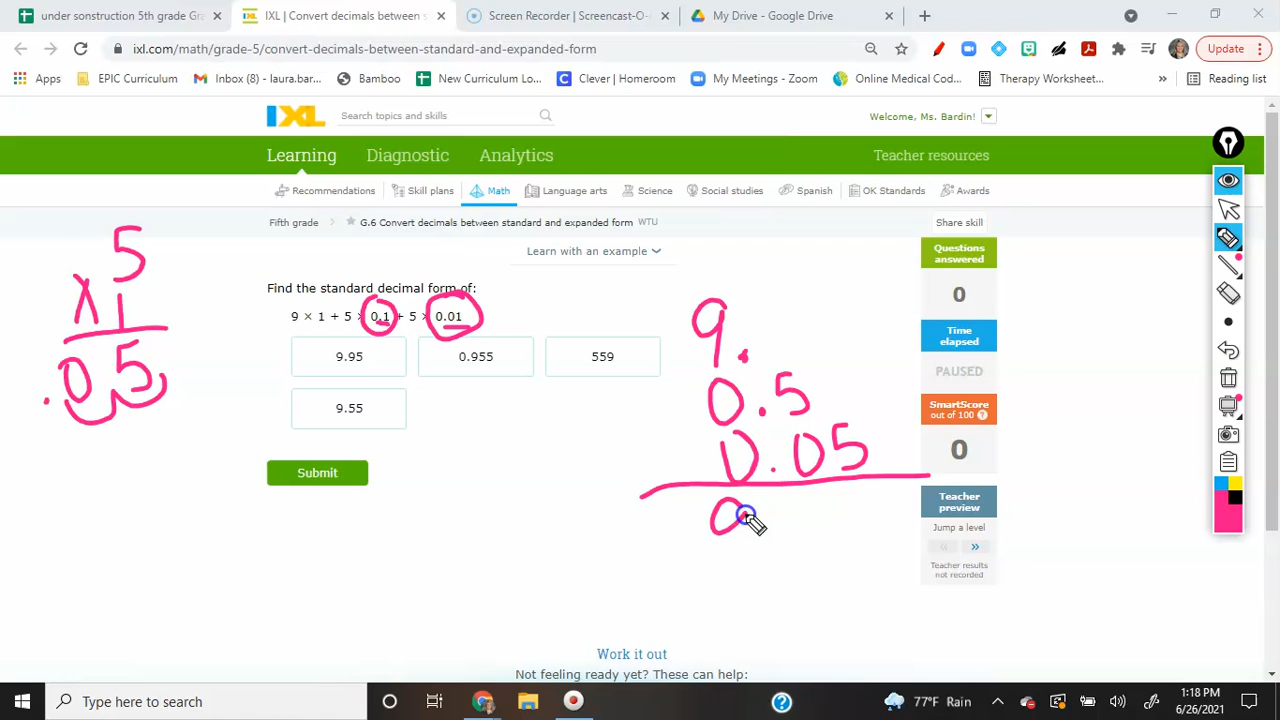 under sonstruction 5th grade Gr
IXL | Convert decimals between s
Screen Recorder | Screencast-O-
My Drive - Google Drive
ixl.com/math/grade-5/convert-decimals-between-standard-and-expanded-form
Update
Apps
EPIC Curriculum
Inbox (8) - laura.bar...
Bamboo
New Curriculum Lo...
Clever | Homeroom
My Meetings - Zoom
Online Medical Cod...
Therapy Worksheet...
»
Reading list
IXL
Search topics and skills
Welcome, Ms. Bardin!
Learning
Diagnostic
Analytics
Teacher resources
Recommendations
Skill plans
Math
Language arts
Science
Social studies
Spanish
OK Standards
Awards
Fifth grade
G.6 Convert decimals between standard and expanded form
WTU
Share skill
Learn with an example
Find the standard decimal form of:
9 × 1 + 5 × 0.1 + 5 × 0.01
9.95
0.955
559
9.55
Submit
5
x 1
.05
9.
0.5
0.05
Questions
answered
0
Time
elapsed
PAUSED
SmartScore
out of 100 ?
0
Teacher
preview
Jump a level
« »
Teacher results
not recorded
Work it out
Not feeling ready yet? These can help:
Type here to search
77°F Rain
1:18 PM
6/26/2021